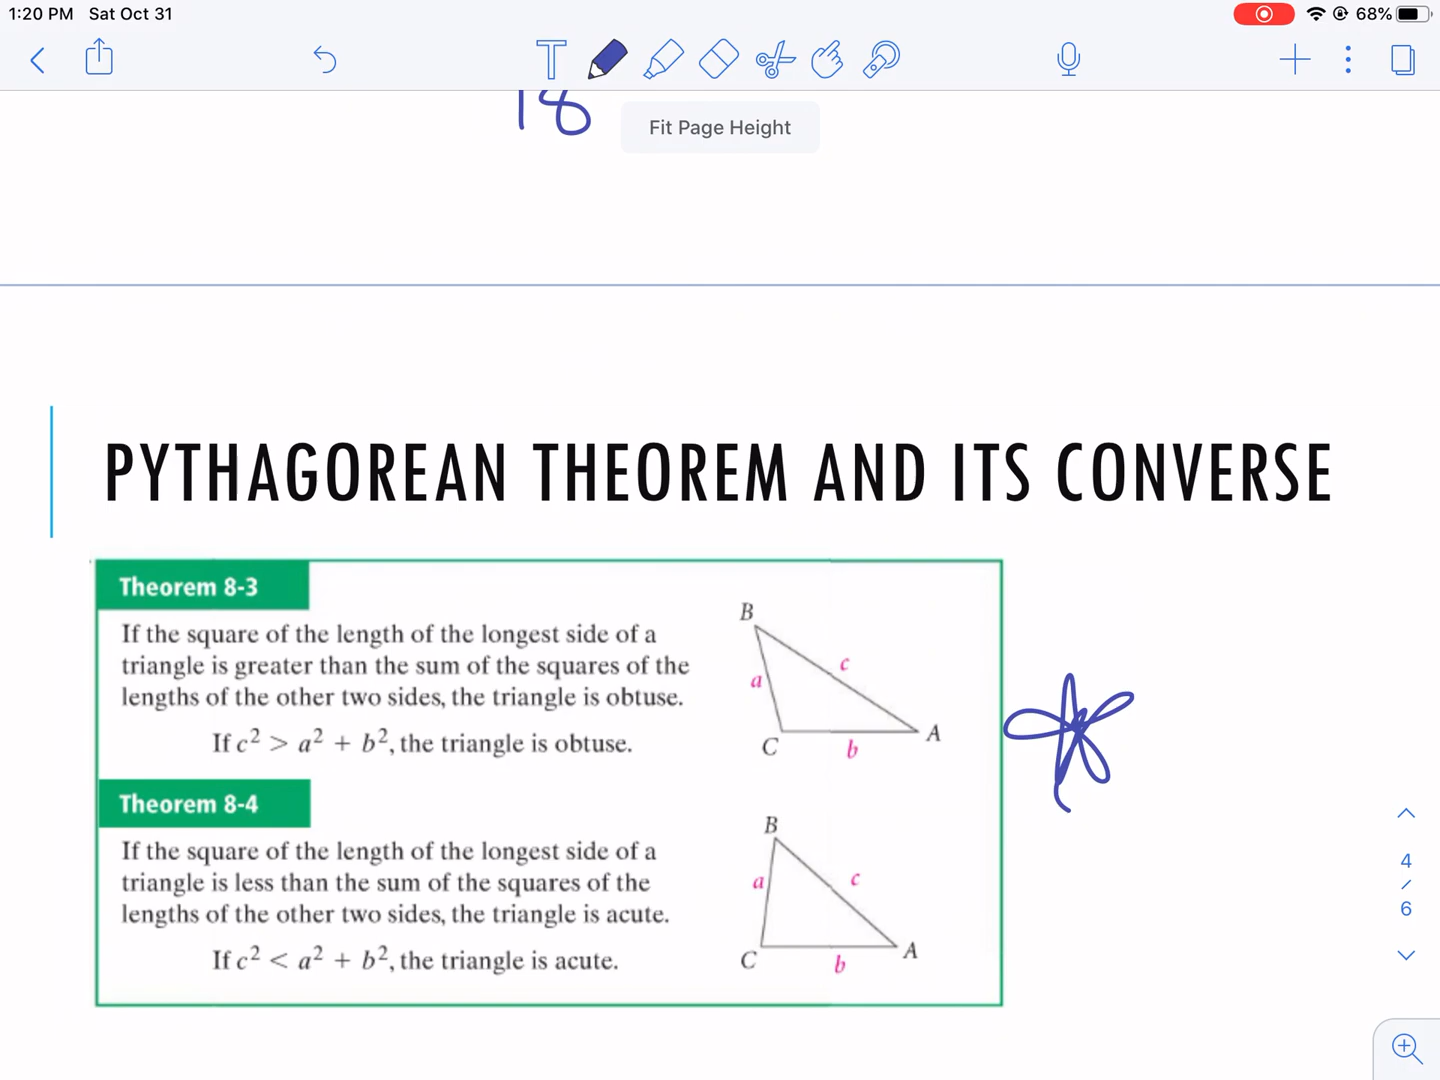 1:20 PM Sat Oct 31
68%
T
18
Fit Page Height
PYTHAGOREAN THEOREM AND ITS CONVERSE
Theorem 8-3
If the square of the length of the longest side of a
triangle is greater than the sum of the squares of the
lengths of the other two sides, the triangle is obtuse.
If c² > a² + b², the triangle is obtuse.
B
c
a
C
b
A
Theorem 8-4
If the square of the length of the longest side of a
triangle is less than the sum of the squares of the
lengths of the other two sides, the triangle is acute.
If c² < a² + b², the triangle is acute.
B
a
c
C
b
A
4
/
6